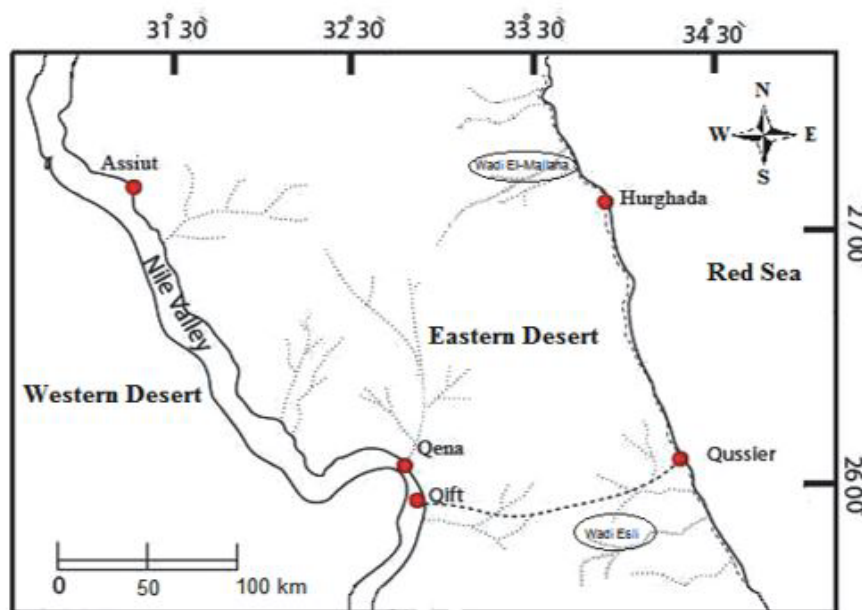 31°30`
32°30`
33°30`
34°30`
N
W
E
S
Assiut
Wadi El-Mallaha
Hurghada
27°00
Red Sea
Nile Valley
Eastern Desert
Western Desert
Qena
Qussier
26°00
Qift
Wadi Esli
0
50
100 km